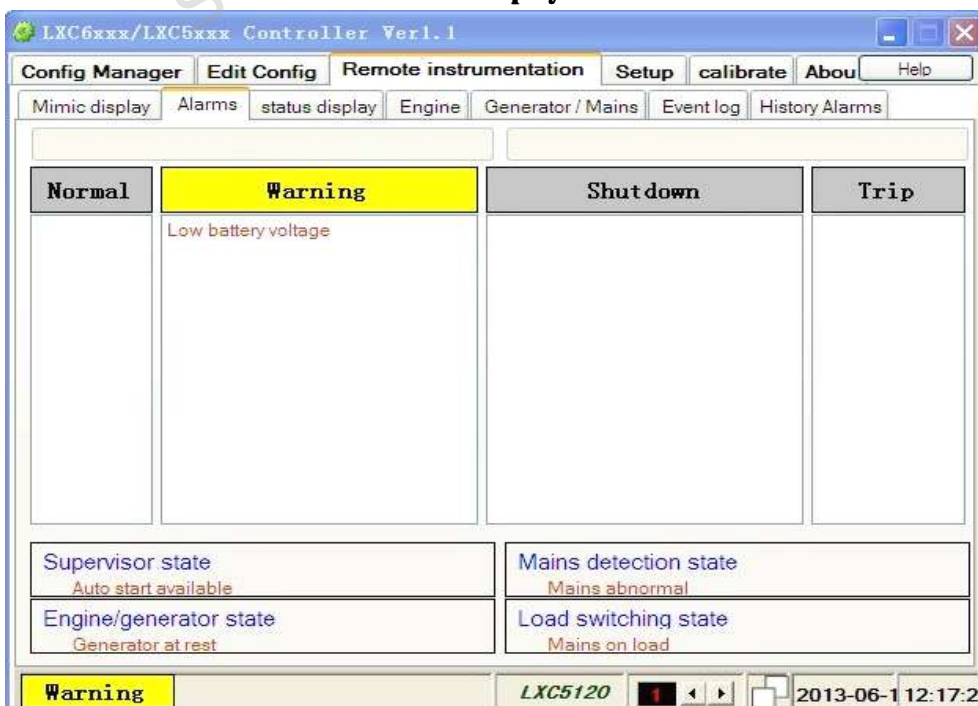 LXC6xxx/LXC5xxx Controller Ver1.1
Config Manager Edit Config Remote instrumentation Setup calibrate Abou Help
Mimic display Alarms status display Engine Generator / Mains Event log History Alarms
Normal Warning Shutdown Trip
Low battery voltage
Supervisor state Mains detection state
Auto start available Mains abnormal
Engine/generator state Load switching state
Generator at rest Mains on load
Warning LXC5120 1 2013-06-1 12:17:2